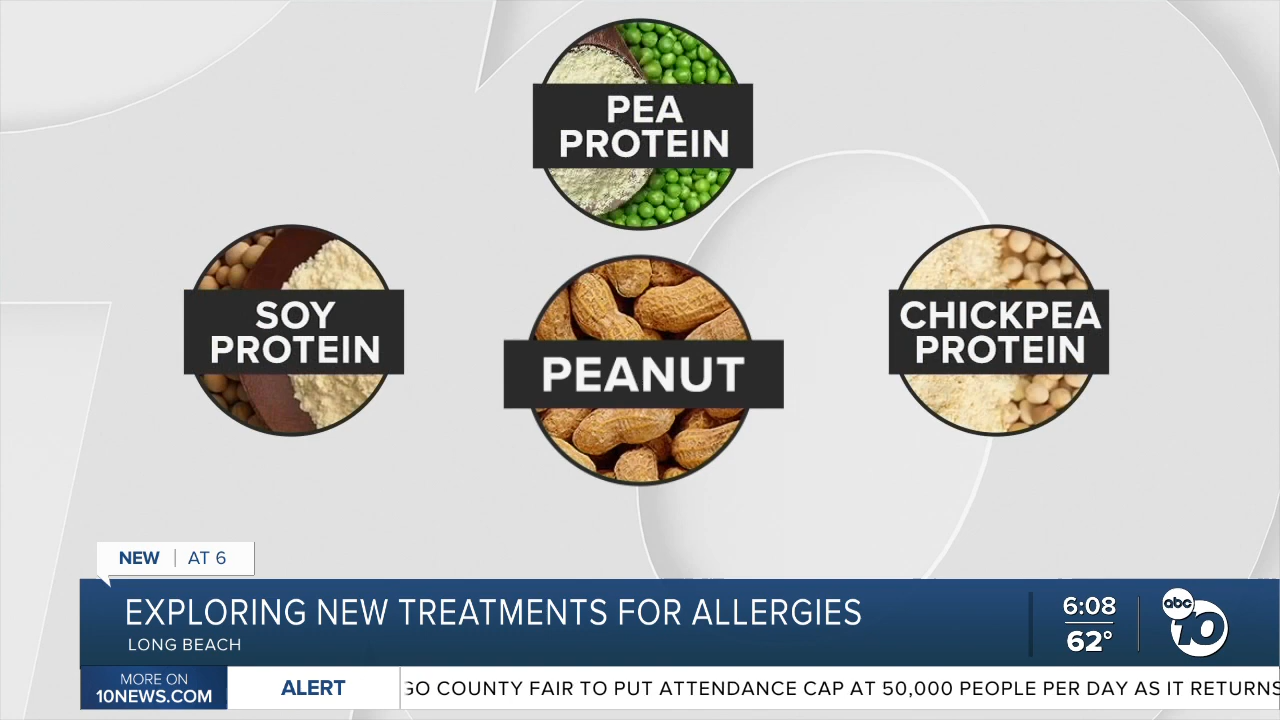 PEA
PROTEIN
SOY
PROTEIN
PEANUT
CHICKPEA
PROTEIN
NEW | AT 6
EXPLORING NEW TREATMENTS FOR ALLERGIES
LONG BEACH
6:08
62°
abc
10
MORE ON
10NEWS.COM
ALERT
GO COUNTY FAIR TO PUT ATTENDANCE CAP AT 50,000 PEOPLE PER DAY AS IT RETURNS